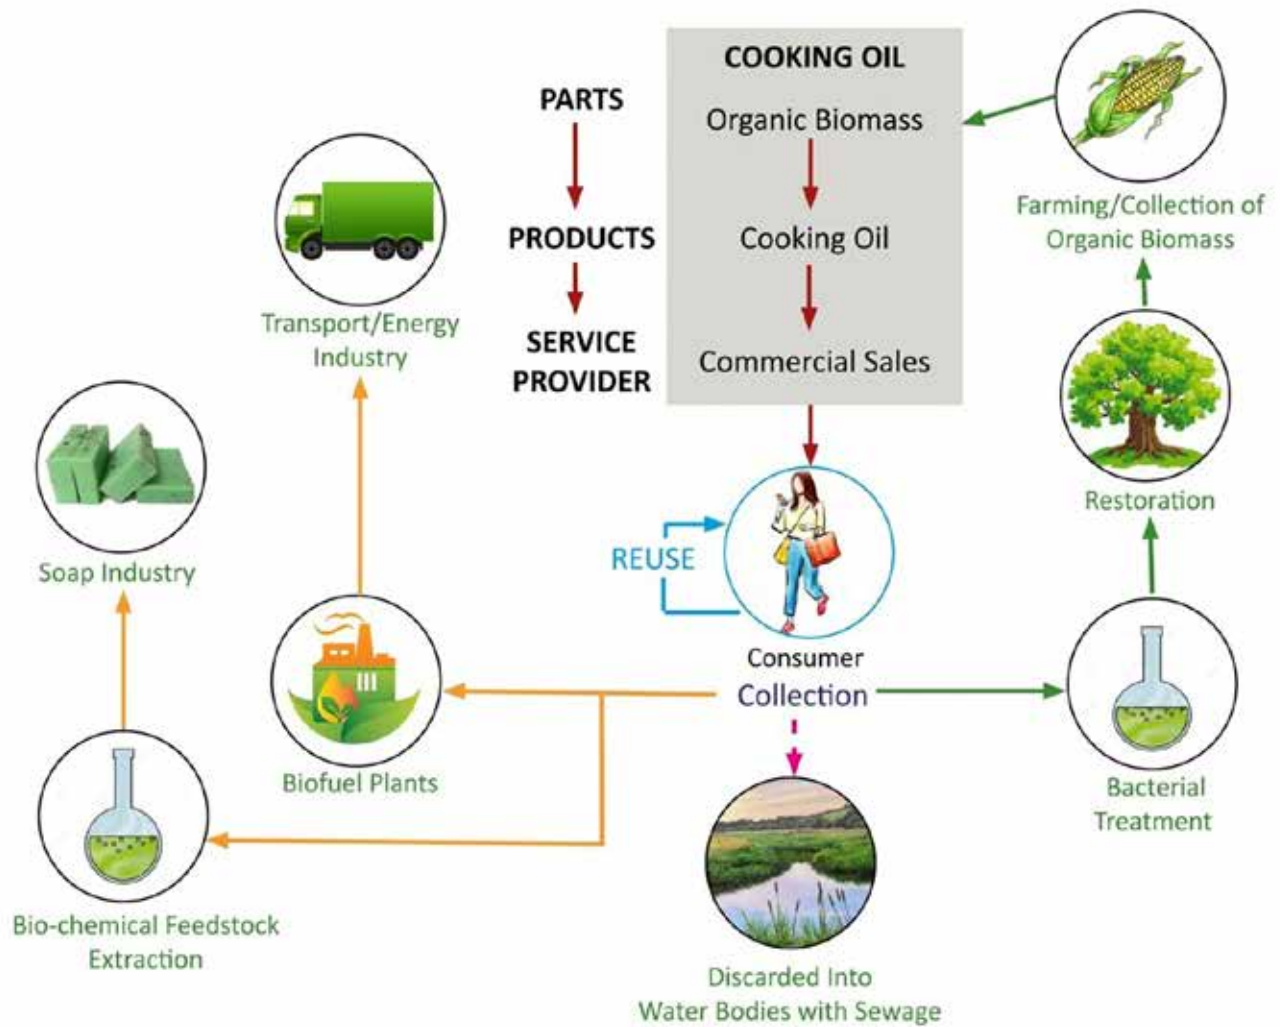 COOKING OIL
PARTS
Organic Biomass
PRODUCTS
Cooking Oil
SERVICE
PROVIDER
Commercial Sales
Farming/Collection of
Organic Biomass
Transport/Energy
Industry
Restoration
REUSE
Soap Industry
Consumer
Collection
Biofuel Plants
Bacterial
Treatment
Bio-chemical Feedstock
Extraction
Discarded Into
Water Bodies with Sewage